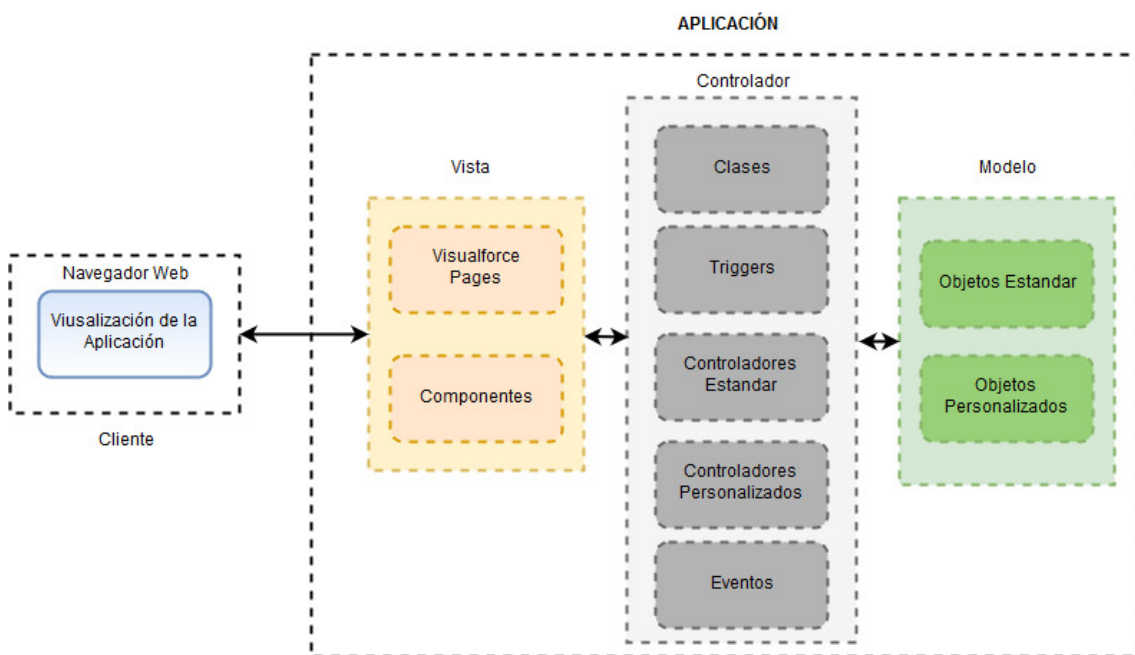 APLICACIÓN
Controlador
Clases
Vista
Modelo
Visualforce
Pages
Triggers
Objetos Estandar
Navegador Web
Viusalización de la
Aplicación
Controladores
Estandar
Componentes
Objetos
Personalizados
Cliente
Controladores
Personalizados
Eventos